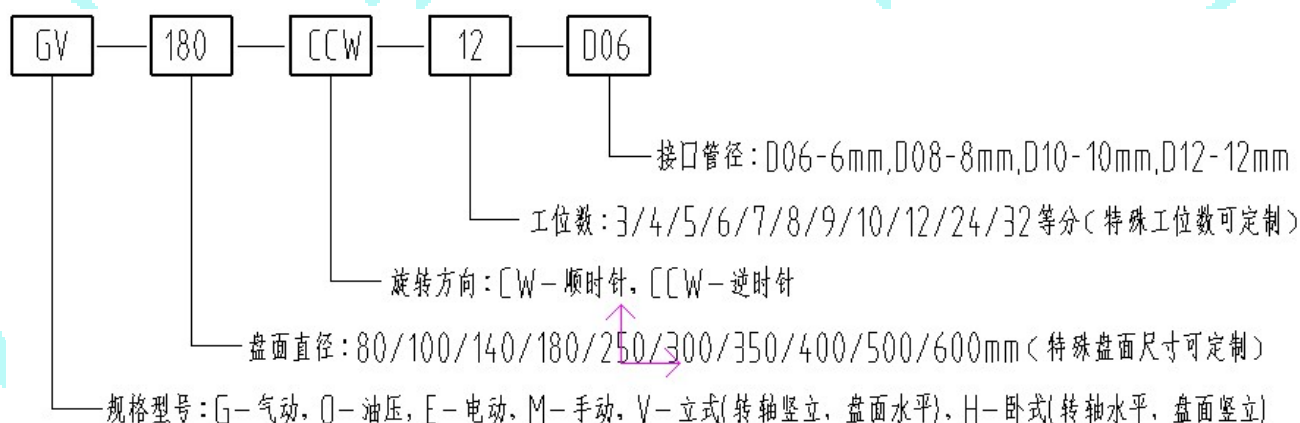 GV — 180 — CCW — 12 — D06
接口管径:D06-6mm,D08-8mm,D10-10mm,D12-12mm
工位数:3/4/5/6/7/8/9/10/12/24/32等分(特殊工位数可定制)
旋转方向:CW-顺时针,CCW-逆时针
盘面直径:80/100/140/180/250/300/350/400/500/600mm(特殊盘面尺寸可定制)
规格型号:G-气动,O-油压,E-电动,M-手动,V-立式(转轴竖立,盘面水平),H-卧式(转轴水平,盘面竖立)